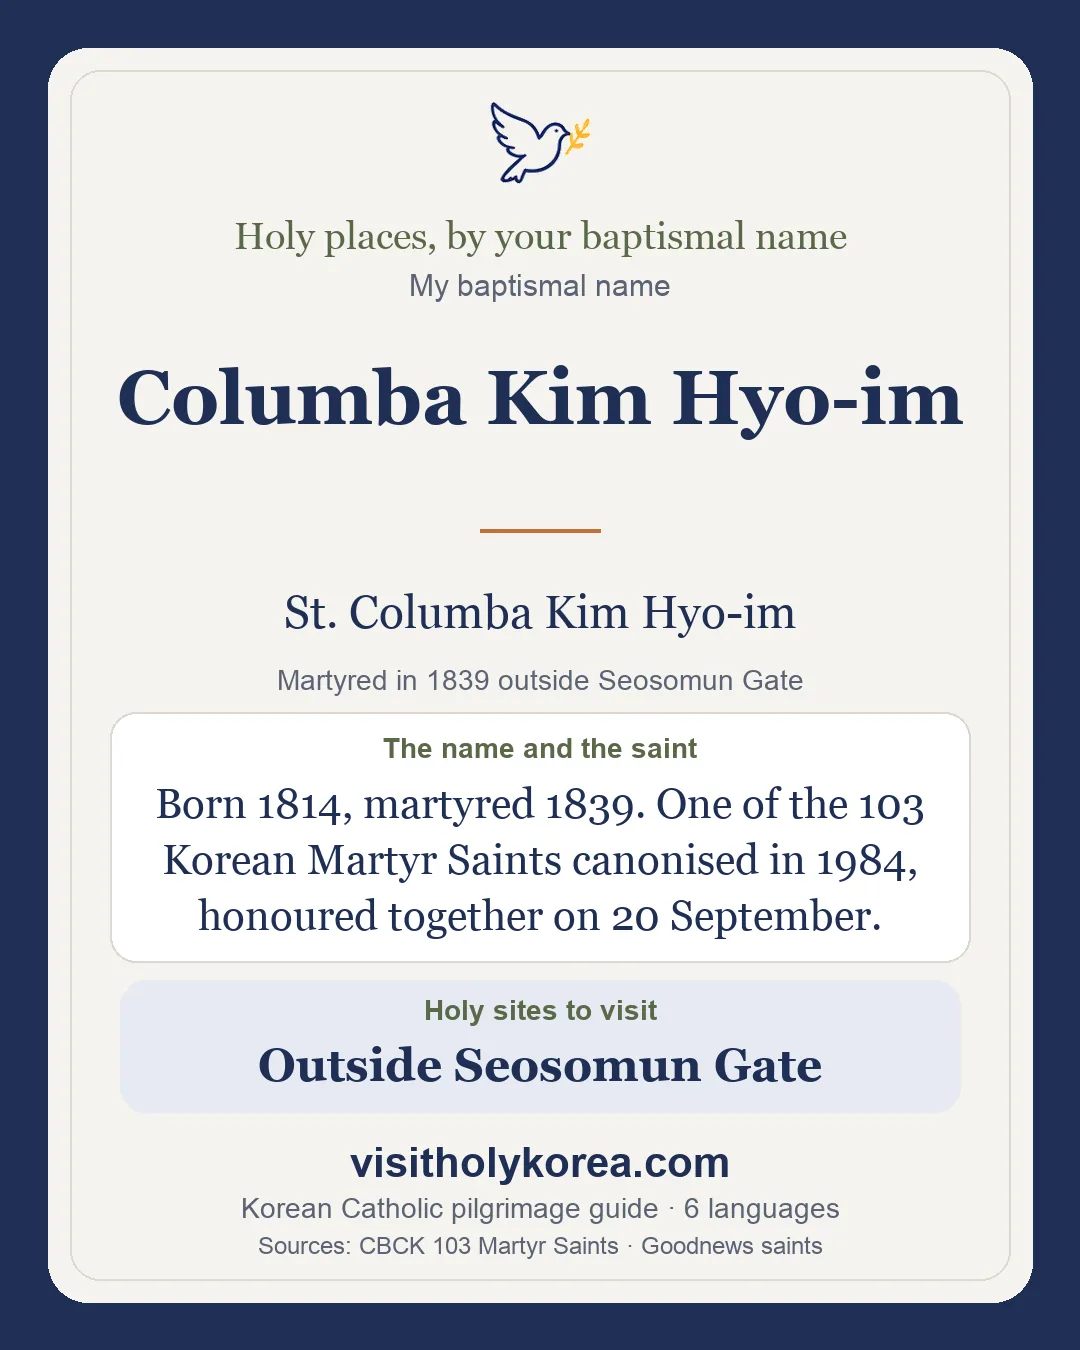 Holy places, by your baptismal name
My baptismal name
Columba Kim Hyo-im
St. Columba Kim Hyo-im
Martyred in 1839 outside Seosomun Gate
The name and the saint
Born 1814, martyred 1839. One of the 103
Korean Martyr Saints canonised in 1984,
honoured together on 20 September.
Holy sites to visit
Outside Seosomun Gate
visitholykorea.com
Korean Catholic pilgrimage guide · 6 languages
Sources: CBCK 103 Martyr Saints · Goodnews saints